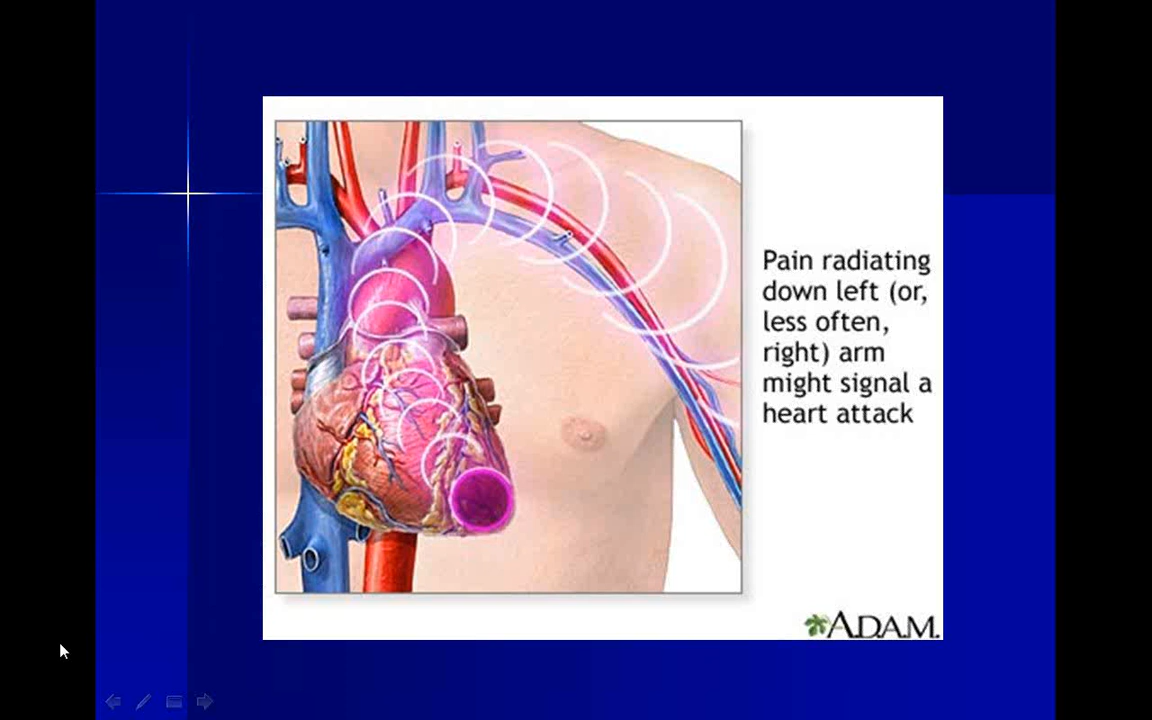 Pain radiating
down left (or,
less often,
right) arm
might signal a
heart attack
A.D.A.M.